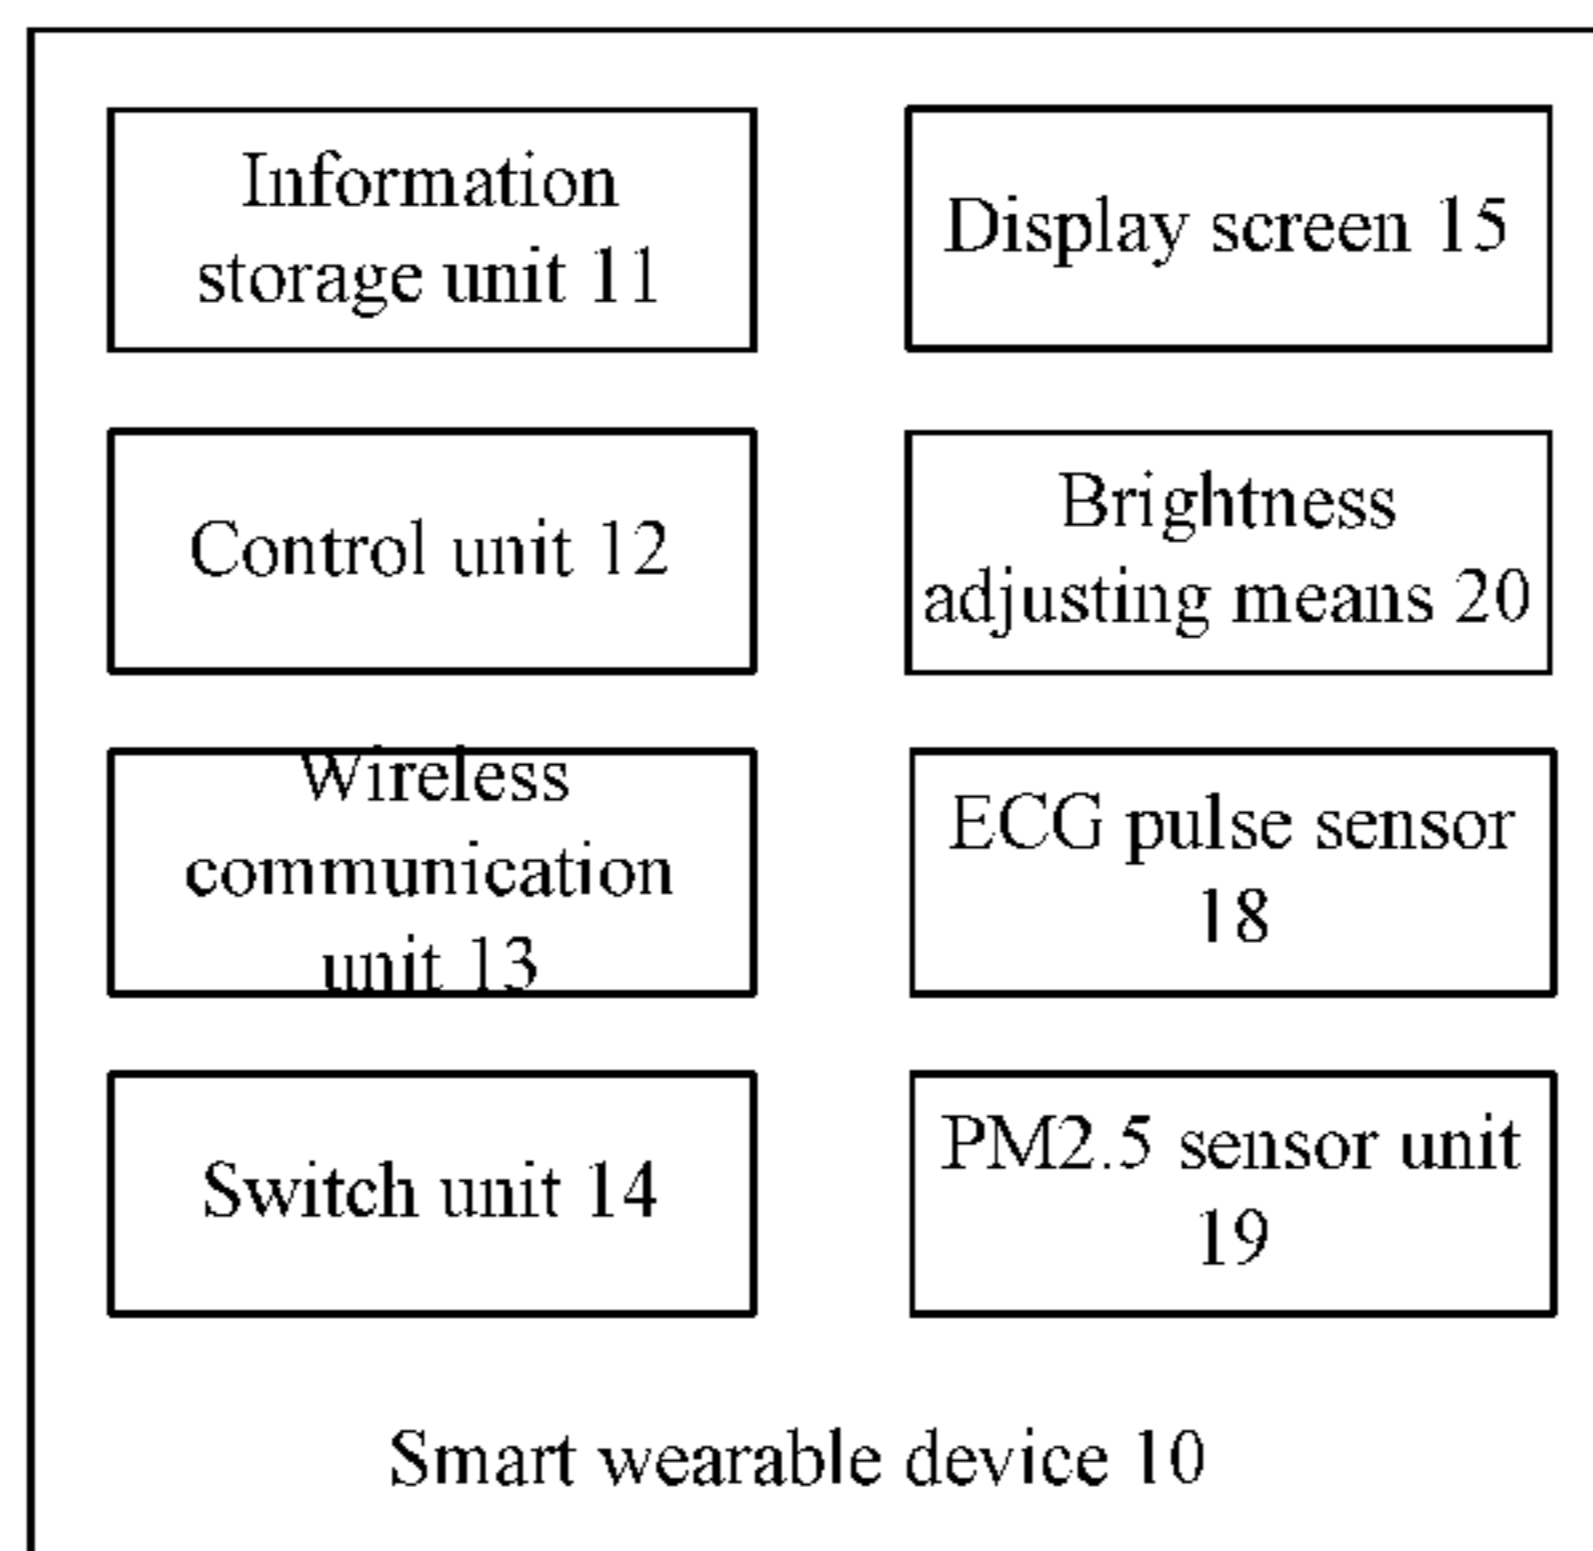 Information
storage unit 11
Display screen 15
Control unit 12
Brightness
adjusting means 20
Wireless
communication
unit 13
ECG pulse sensor
18
Switch unit 14
PM2.5 sensor unit
19
Smart wearable device 10